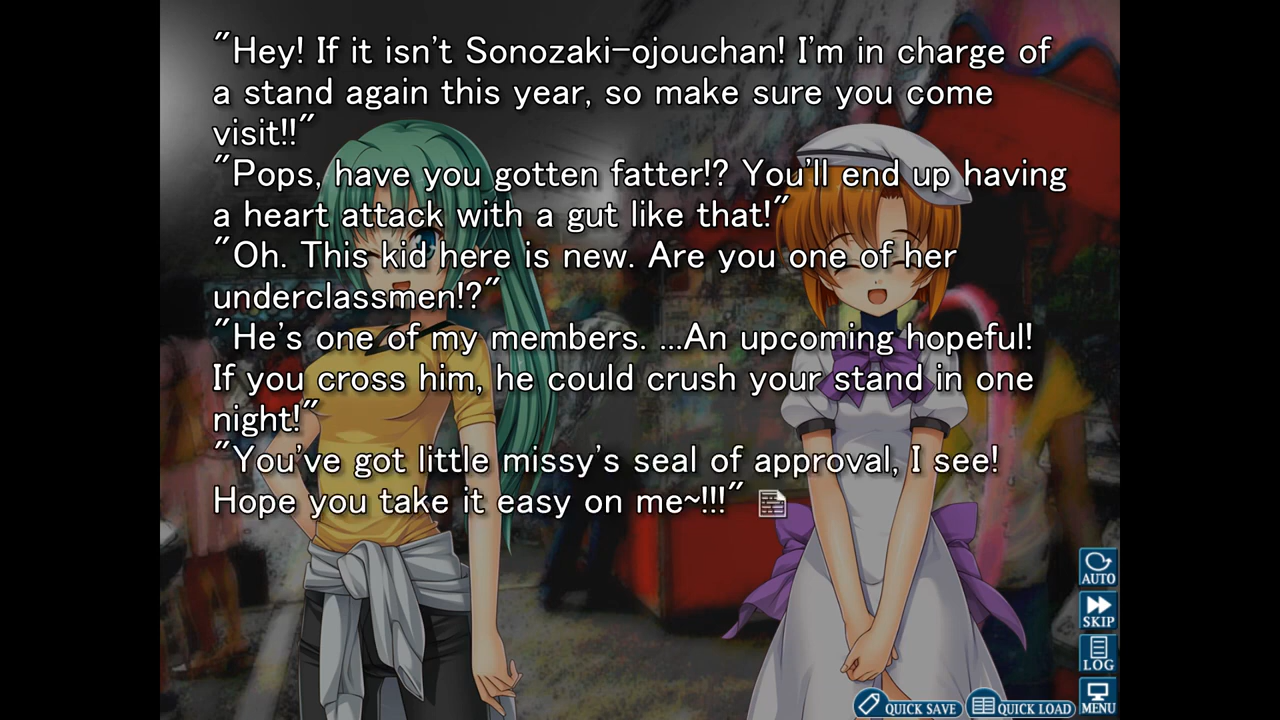 "Hey! If it isn't Sonozaki-ojouchan! I'm in charge of
a stand again this year, so make sure you come
visit!!"
"Pops, have you gotten fatter!? You'll end up having
a heart attack with a gut like that!"
"Oh. This kid here is new. Are you one of her
underclassmen!?"
"He's one of my members. ...An upcoming hopeful!
If you cross him, he could crush your stand in one
night!"
"You've got little missy's seal of approval, I see!
Hope you take it easy on me~!!!"
AUTO
SKIP
LOG
MENU
QUICK SAVE
QUICK LOAD